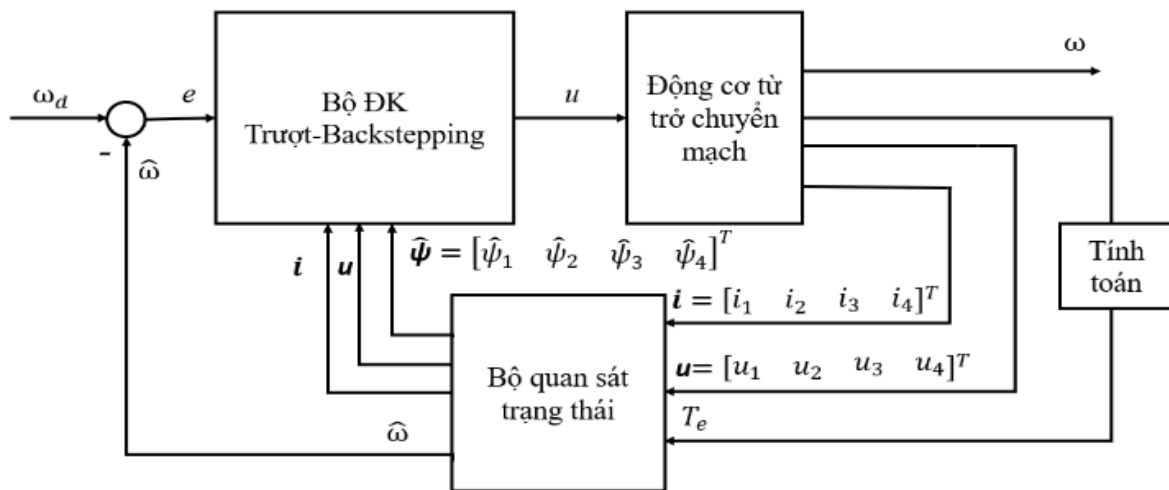 ω
ω_d
e
Bộ ĐK
Trượt-Backstepping
u
Động cơ từ
trở chuyển
mạch
-
ω̂
i
u
ψ̂ = [ψ̂₁ ψ̂₂ ψ̂₃ ψ̂₄]ᵀ
Tính
toán
i = [i₁ i₂ i₃ i₄]ᵀ
u= [u₁ u₂ u₃ u₄]ᵀ
Bộ quan sát
trạng thái
Tₑ
ω̂